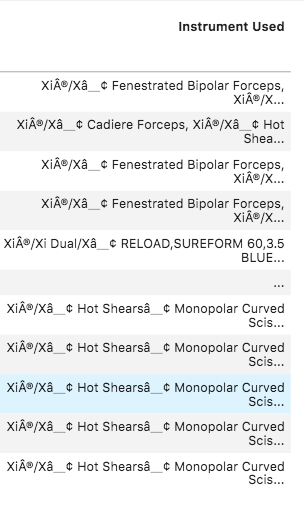 Instrument Used
XiÂ®/Xâ__¢ Fenestrated Bipolar Forceps,
XiÂ®/X...
XiÂ®/Xâ__¢ Cadiere Forceps, XiÂ®/Xâ__¢ Hot
Shea...
XiÂ®/Xâ__¢ Fenestrated Bipolar Forceps,
XiÂ®/X...
XiÂ®/Xâ__¢ Fenestrated Bipolar Forceps,
XiÂ®/X...
XiÂ®/Xi Dual/Xâ__¢ RELOAD,SUREFORM 60,3.5
BLUE...
...
XiÂ®/Xâ__¢ Hot Shearsâ__¢ Monopolar Curved
Scis...
XiÂ®/Xâ__¢ Hot Shearsâ__¢ Monopolar Curved
Scis...
XiÂ®/Xâ__¢ Hot Shearsâ__¢ Monopolar Curved
Scis...
XiÂ®/Xâ__¢ Hot Shearsâ__¢ Monopolar Curved
Scis...
XiÂ®/Xâ__¢ Hot Shearsâ__¢ Monopolar Curved
Scis...